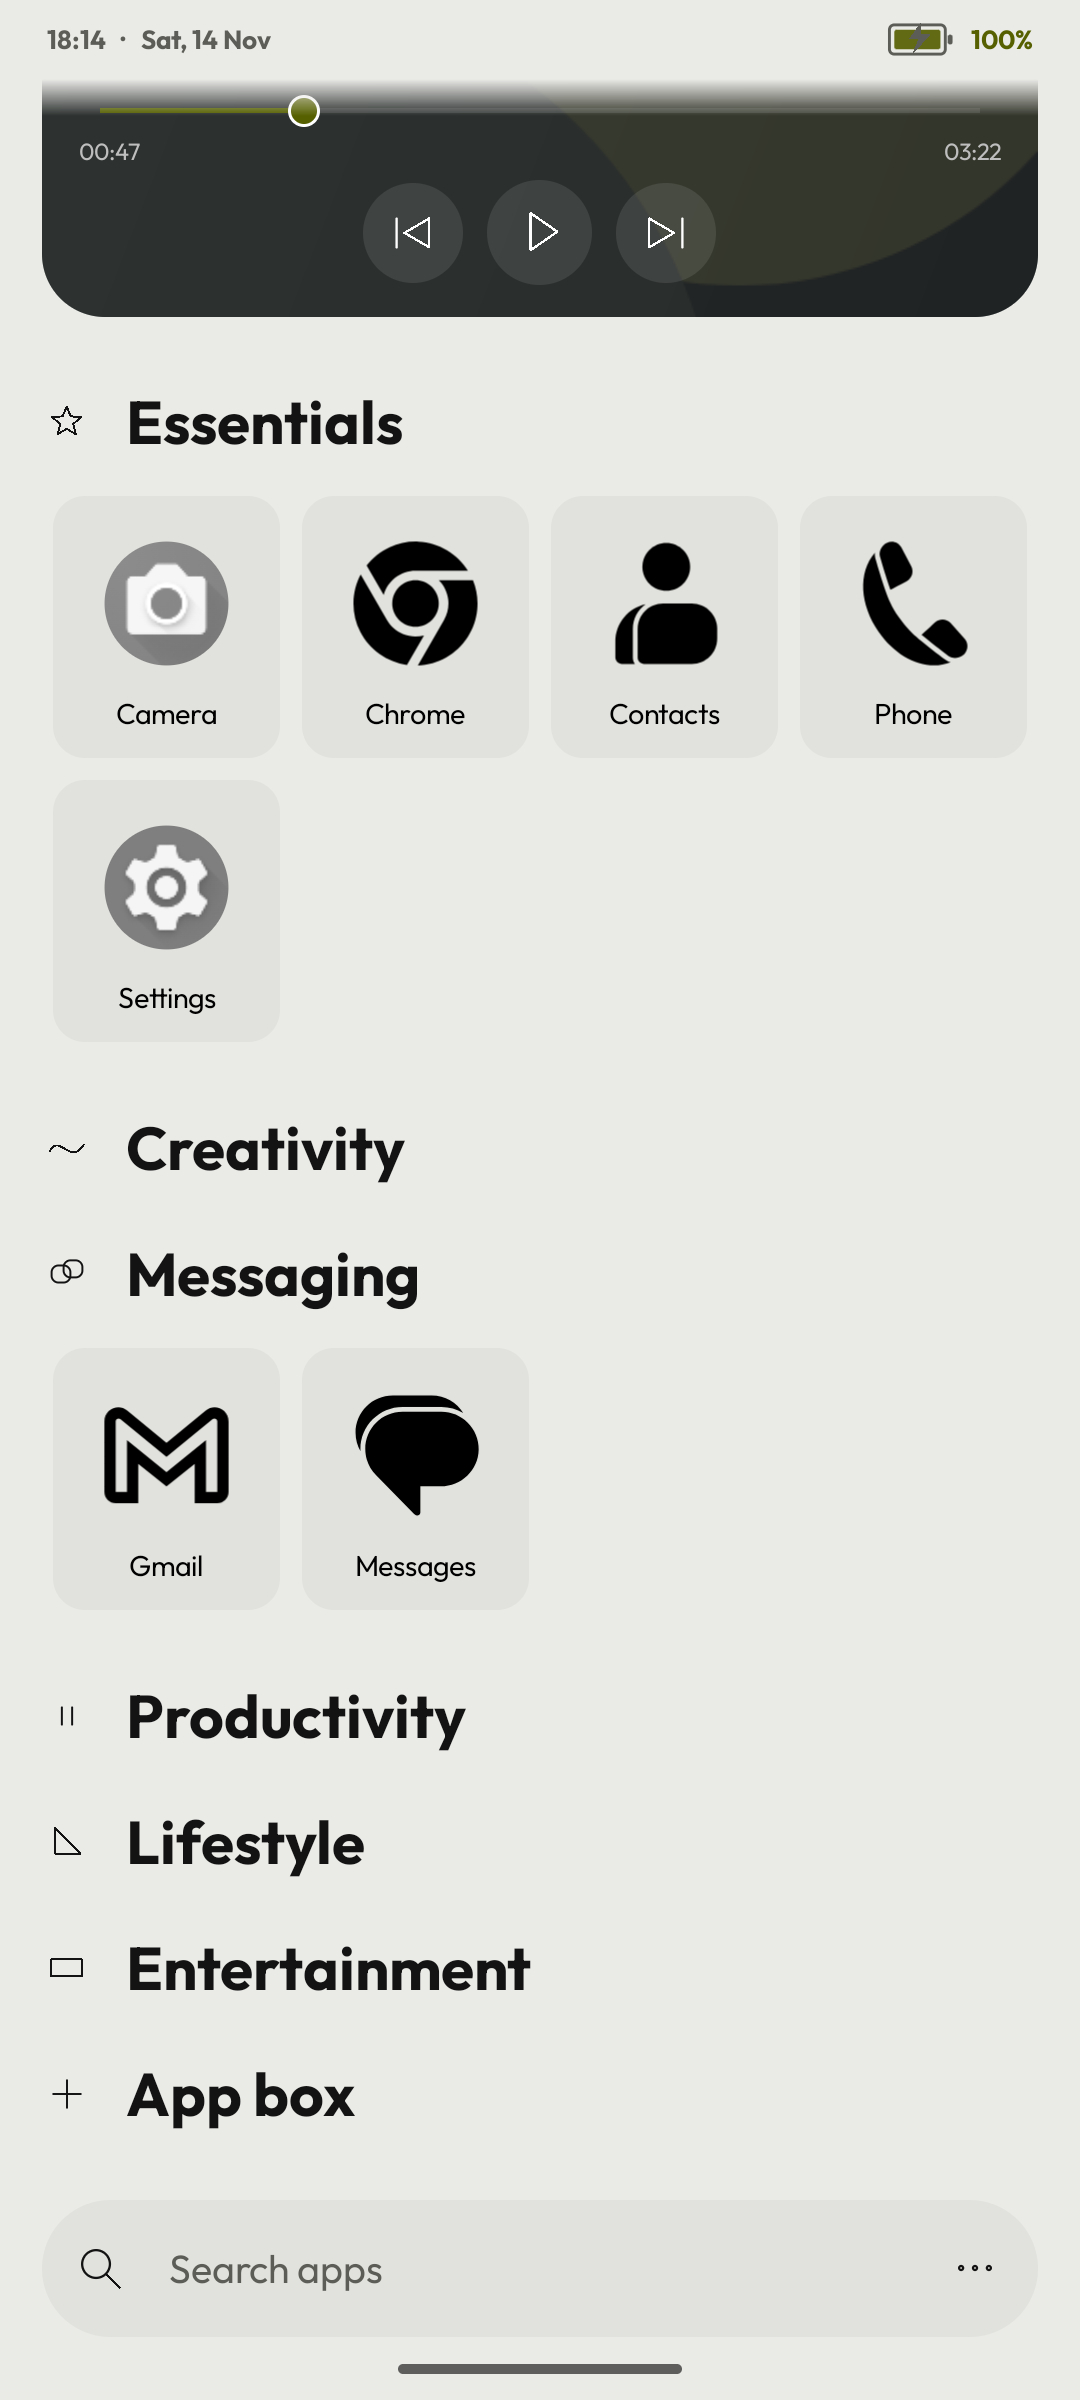 18:14 · Sat, 14 Nov 100%
00:47 03:22
Essentials
Camera Chrome Contacts Phone
Settings
Creativity
Messaging
Gmail Messages
Productivity
Lifestyle
Entertainment
App box
Search apps